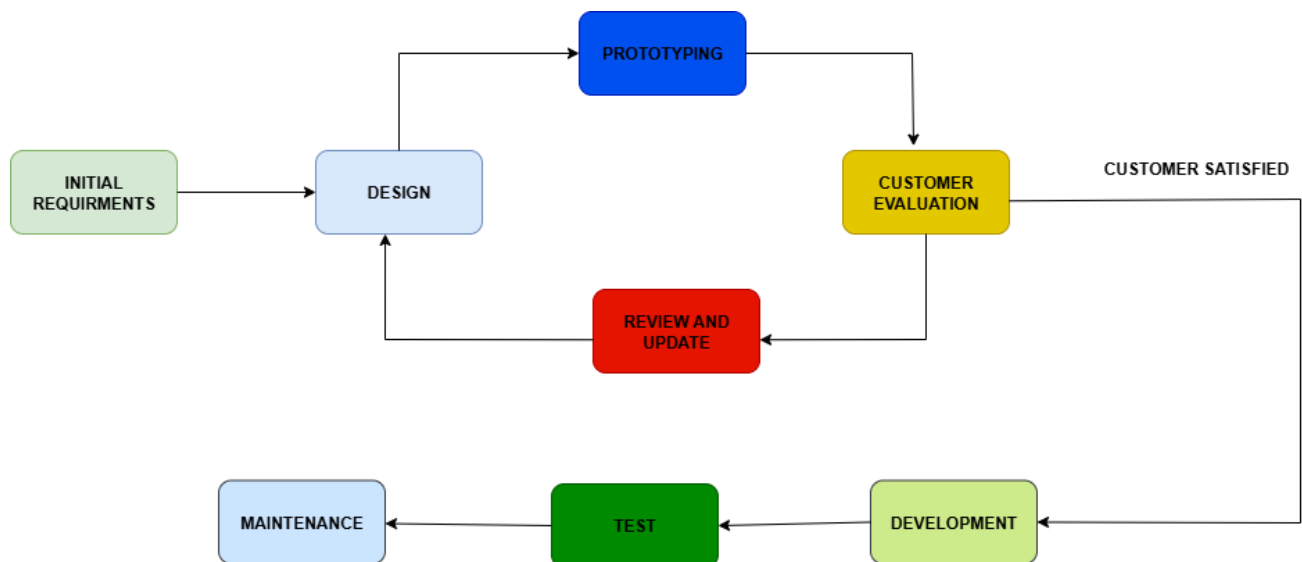 PROTOTYPING
INITIAL
REQUIRMENTS
DESIGN
CUSTOMER
EVALUATION
CUSTOMER SATISFIED
REVIEW AND
UPDATE
MAINTENANCE
TEST
DEVELOPMENT